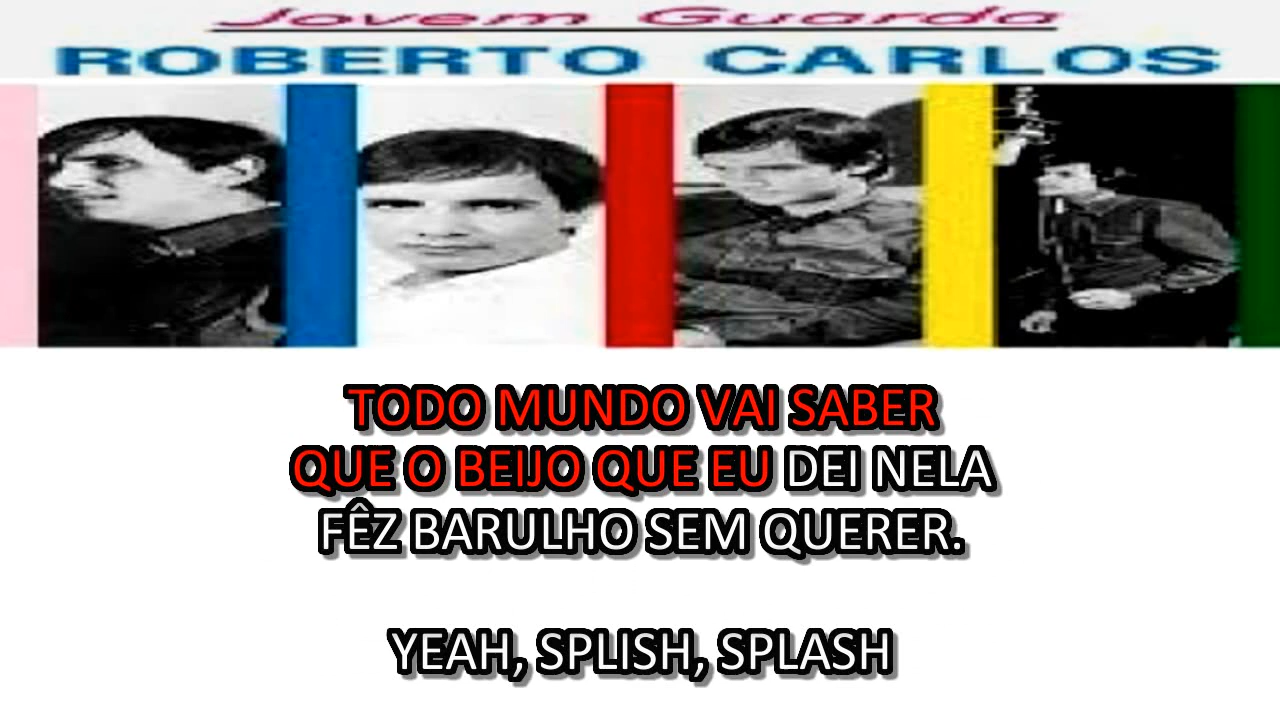 Jovem Guarda
ROBERTO CARLOS
TODO MUNDO VAI SABER
QUE O BEIJO QUE EU DEI NELA
FÊZ BARULHO SEM QUERER.
YEAH, SPLISH, SPLASH